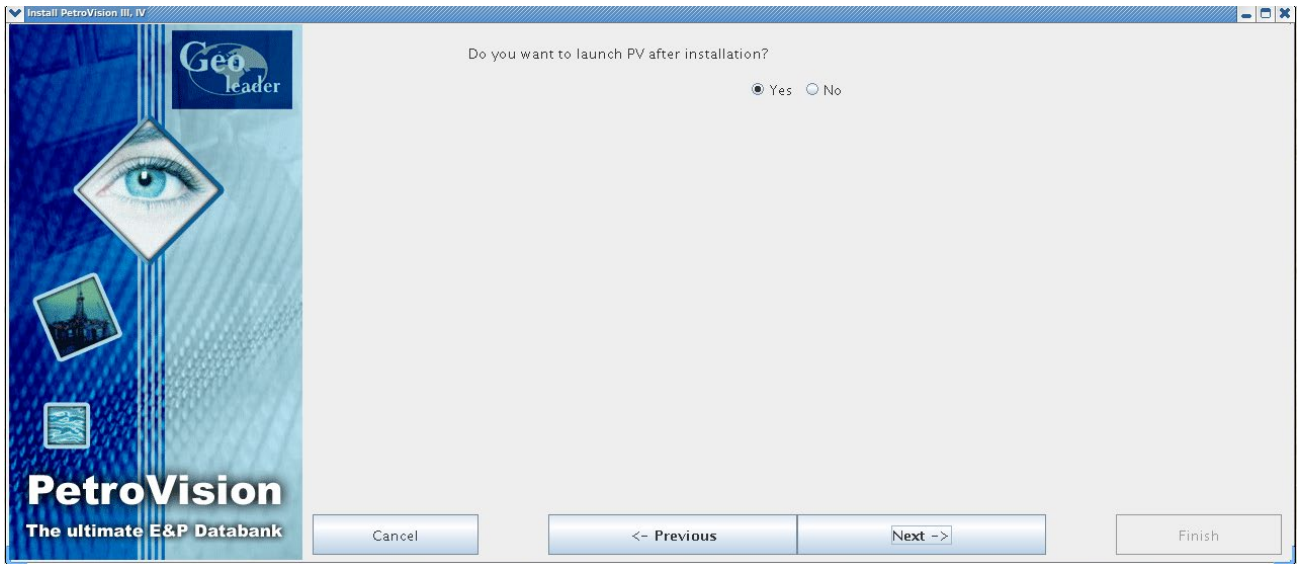 Install PetroVision III, IV
Geo
leader
Do you want to launch PV after installation?
Yes No
PetroVision
The ultimate E&P Databank
Cancel <- Previous Next -> Finish